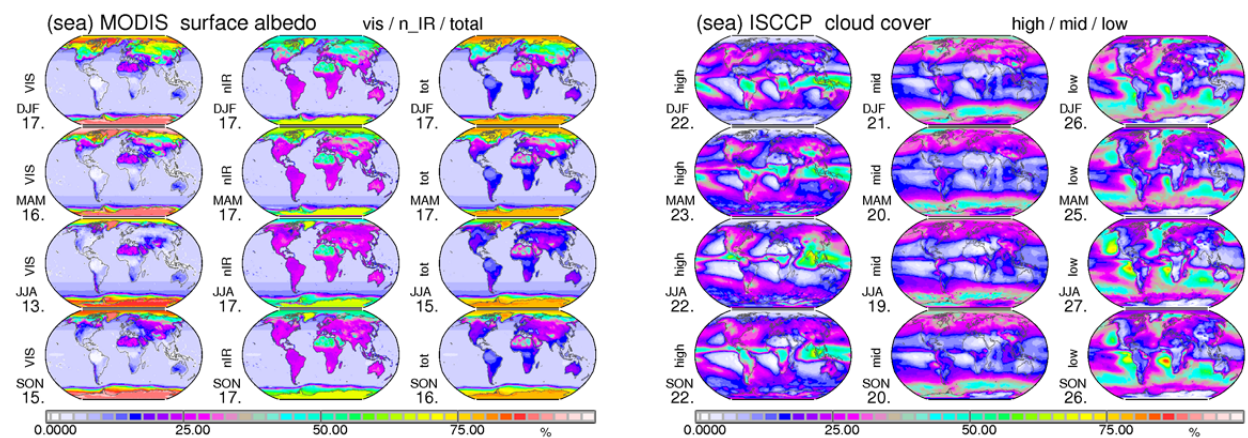 (sea) MODIS surface albedo vis / n_IR / total
VIS DJF 17. nIR DJF 17. tot DJF 17.
VIS MAM 16. nIR MAM 17. tot MAM 17.
VIS JJA 13. nIR JJA 17. tot JJA 15.
VIS SON 15. nIR SON 17. tot SON 16.
0.0000 25.00 50.00 75.00 %
(sea) ISCCP cloud cover high / mid / low
high DJF 22. mid DJF 21. low DJF 26.
high MAM 23. mid MAM 20. low MAM 25.
high JJA 22. mid JJA 19. low JJA 27.
high SON 22. mid SON 20. low SON 26.
0.0000 25.00 50.00 75.00 %